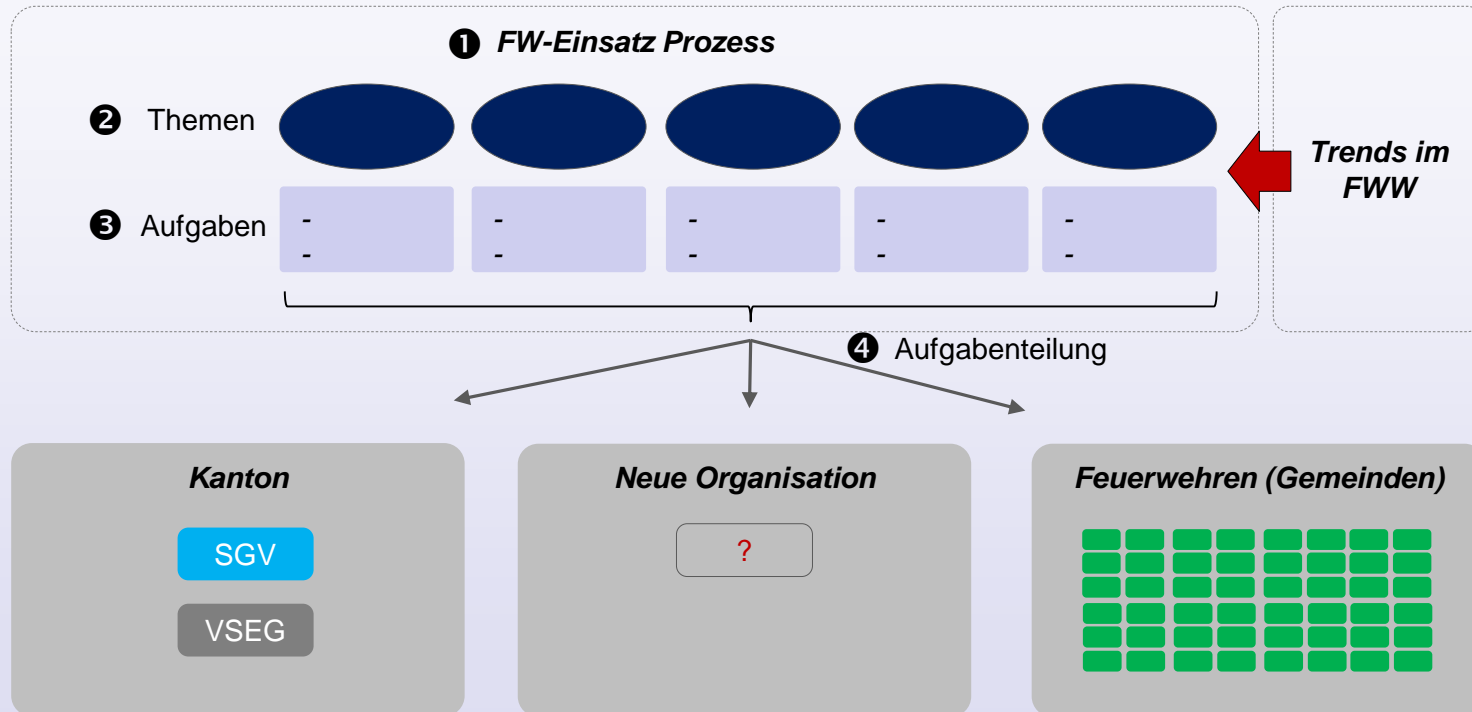 ❶ FW-Einsatz Prozess
❷ Themen
❸ Aufgaben
- - - - -
- - - - -
Trends im
FWW
❹ Aufgabenteilung
Kanton
SGV
VSEG
Neue Organisation
?
Feuerwehren (Gemeinden)